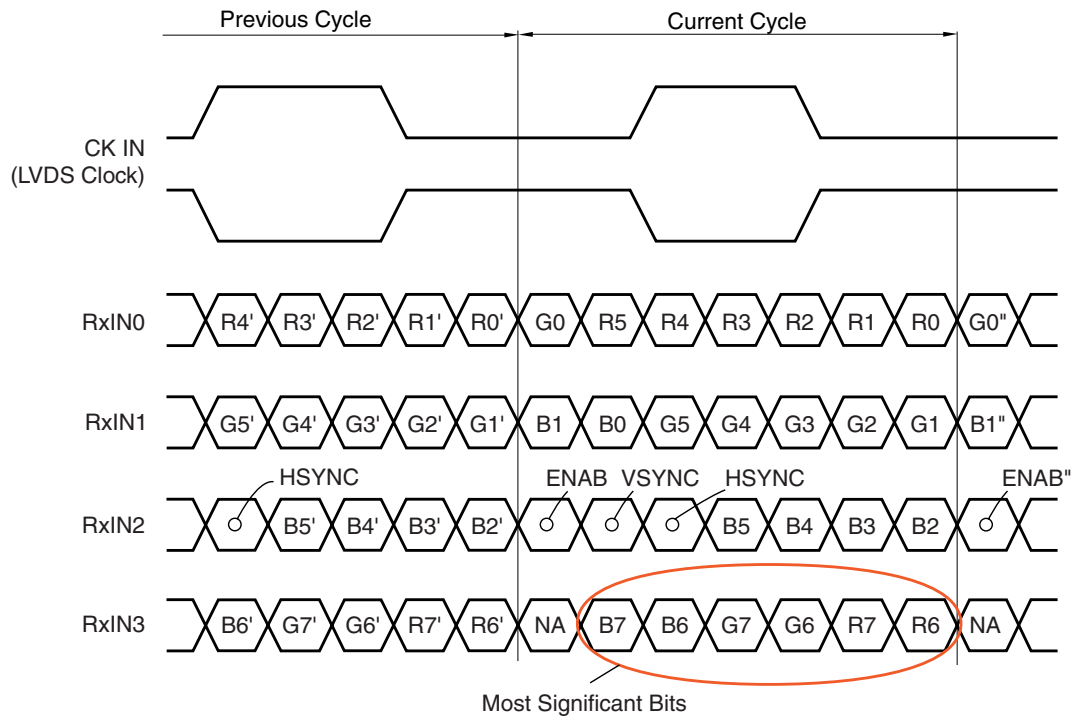 Previous Cycle Current Cycle
CK IN
(LVDS Clock)
RxIN0 R4' R3' R2' R1' R0' G0 R5 R4 R3 R2 R1 R0 G0"
RxIN1 G5' G4' G3' G2' G1' B1 B0 G5 G4 G3 G2 G1 B1"
HSYNC ENAB VSYNC HSYNC ENAB"
RxIN2 B5' B4' B3' B2' B5 B4 B3 B2
RxIN3 B6' G7' G6' R7' R6' NA B7 B6 G7 G6 R7 R6 NA
Most Significant Bits